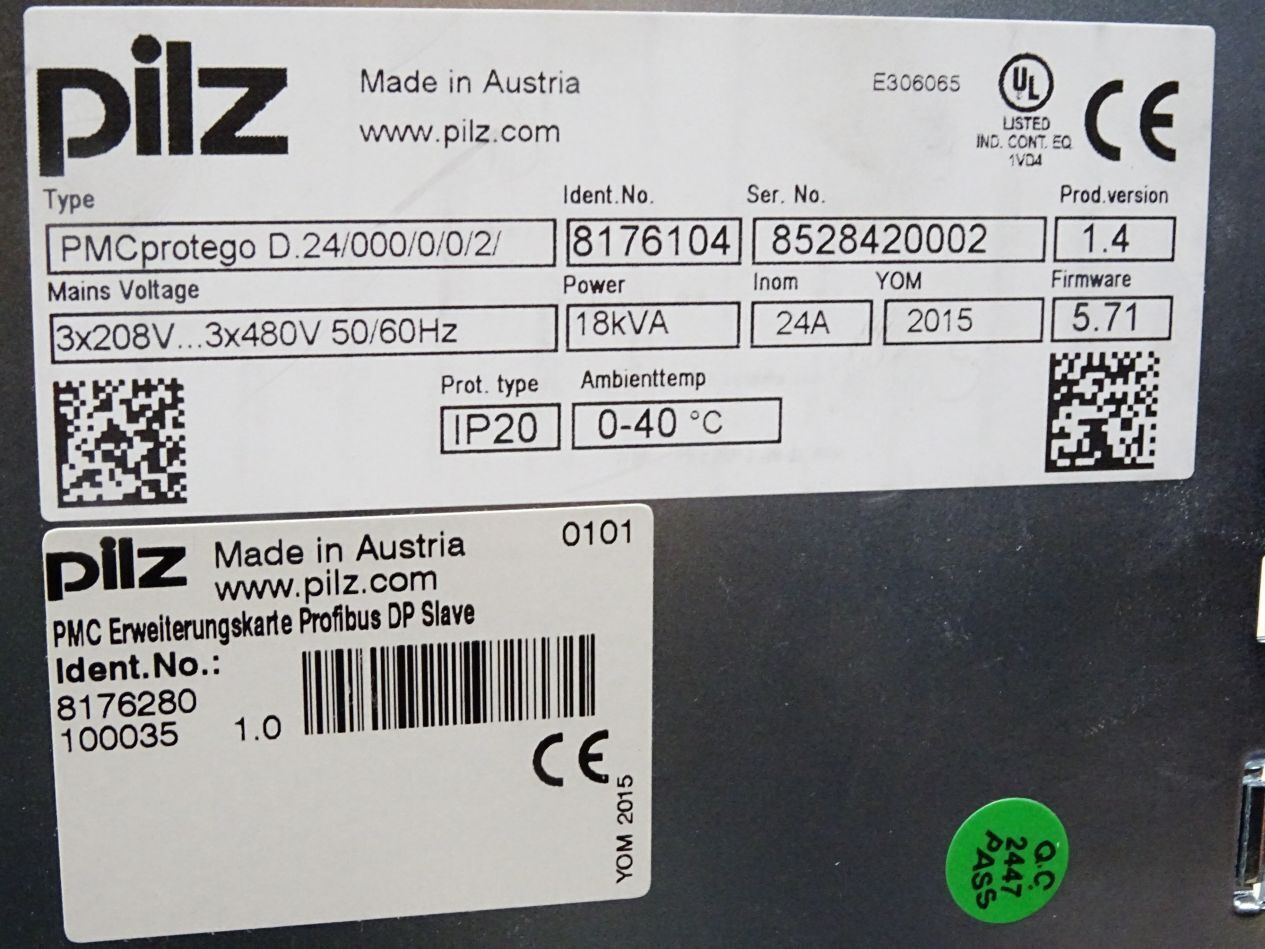 pilz
Made in Austria
www.pilz.com
E306065
UL
LISTED
IND. CONT. EQ.
1VD4
CE
Type
Ident.No.
Ser. No.
Prod.version
PMCprotego D.24/000/0/0/2/
8176104
8528420002
1.4
Mains Voltage
Power
Inom
YOM
Firmware
3x208V...3x480V 50/60Hz
18kVA
24A
2015
5.71
Prot. type
Ambienttemp
IP20
0-40 °C
pilz
Made in Austria
0101
www.pilz.com
PMC Erweiterungskarte Profibus DP Slave
Ident.No.:
8176280
100035
1.0
CE
YOM 2015
Q.C.
2447
PASS